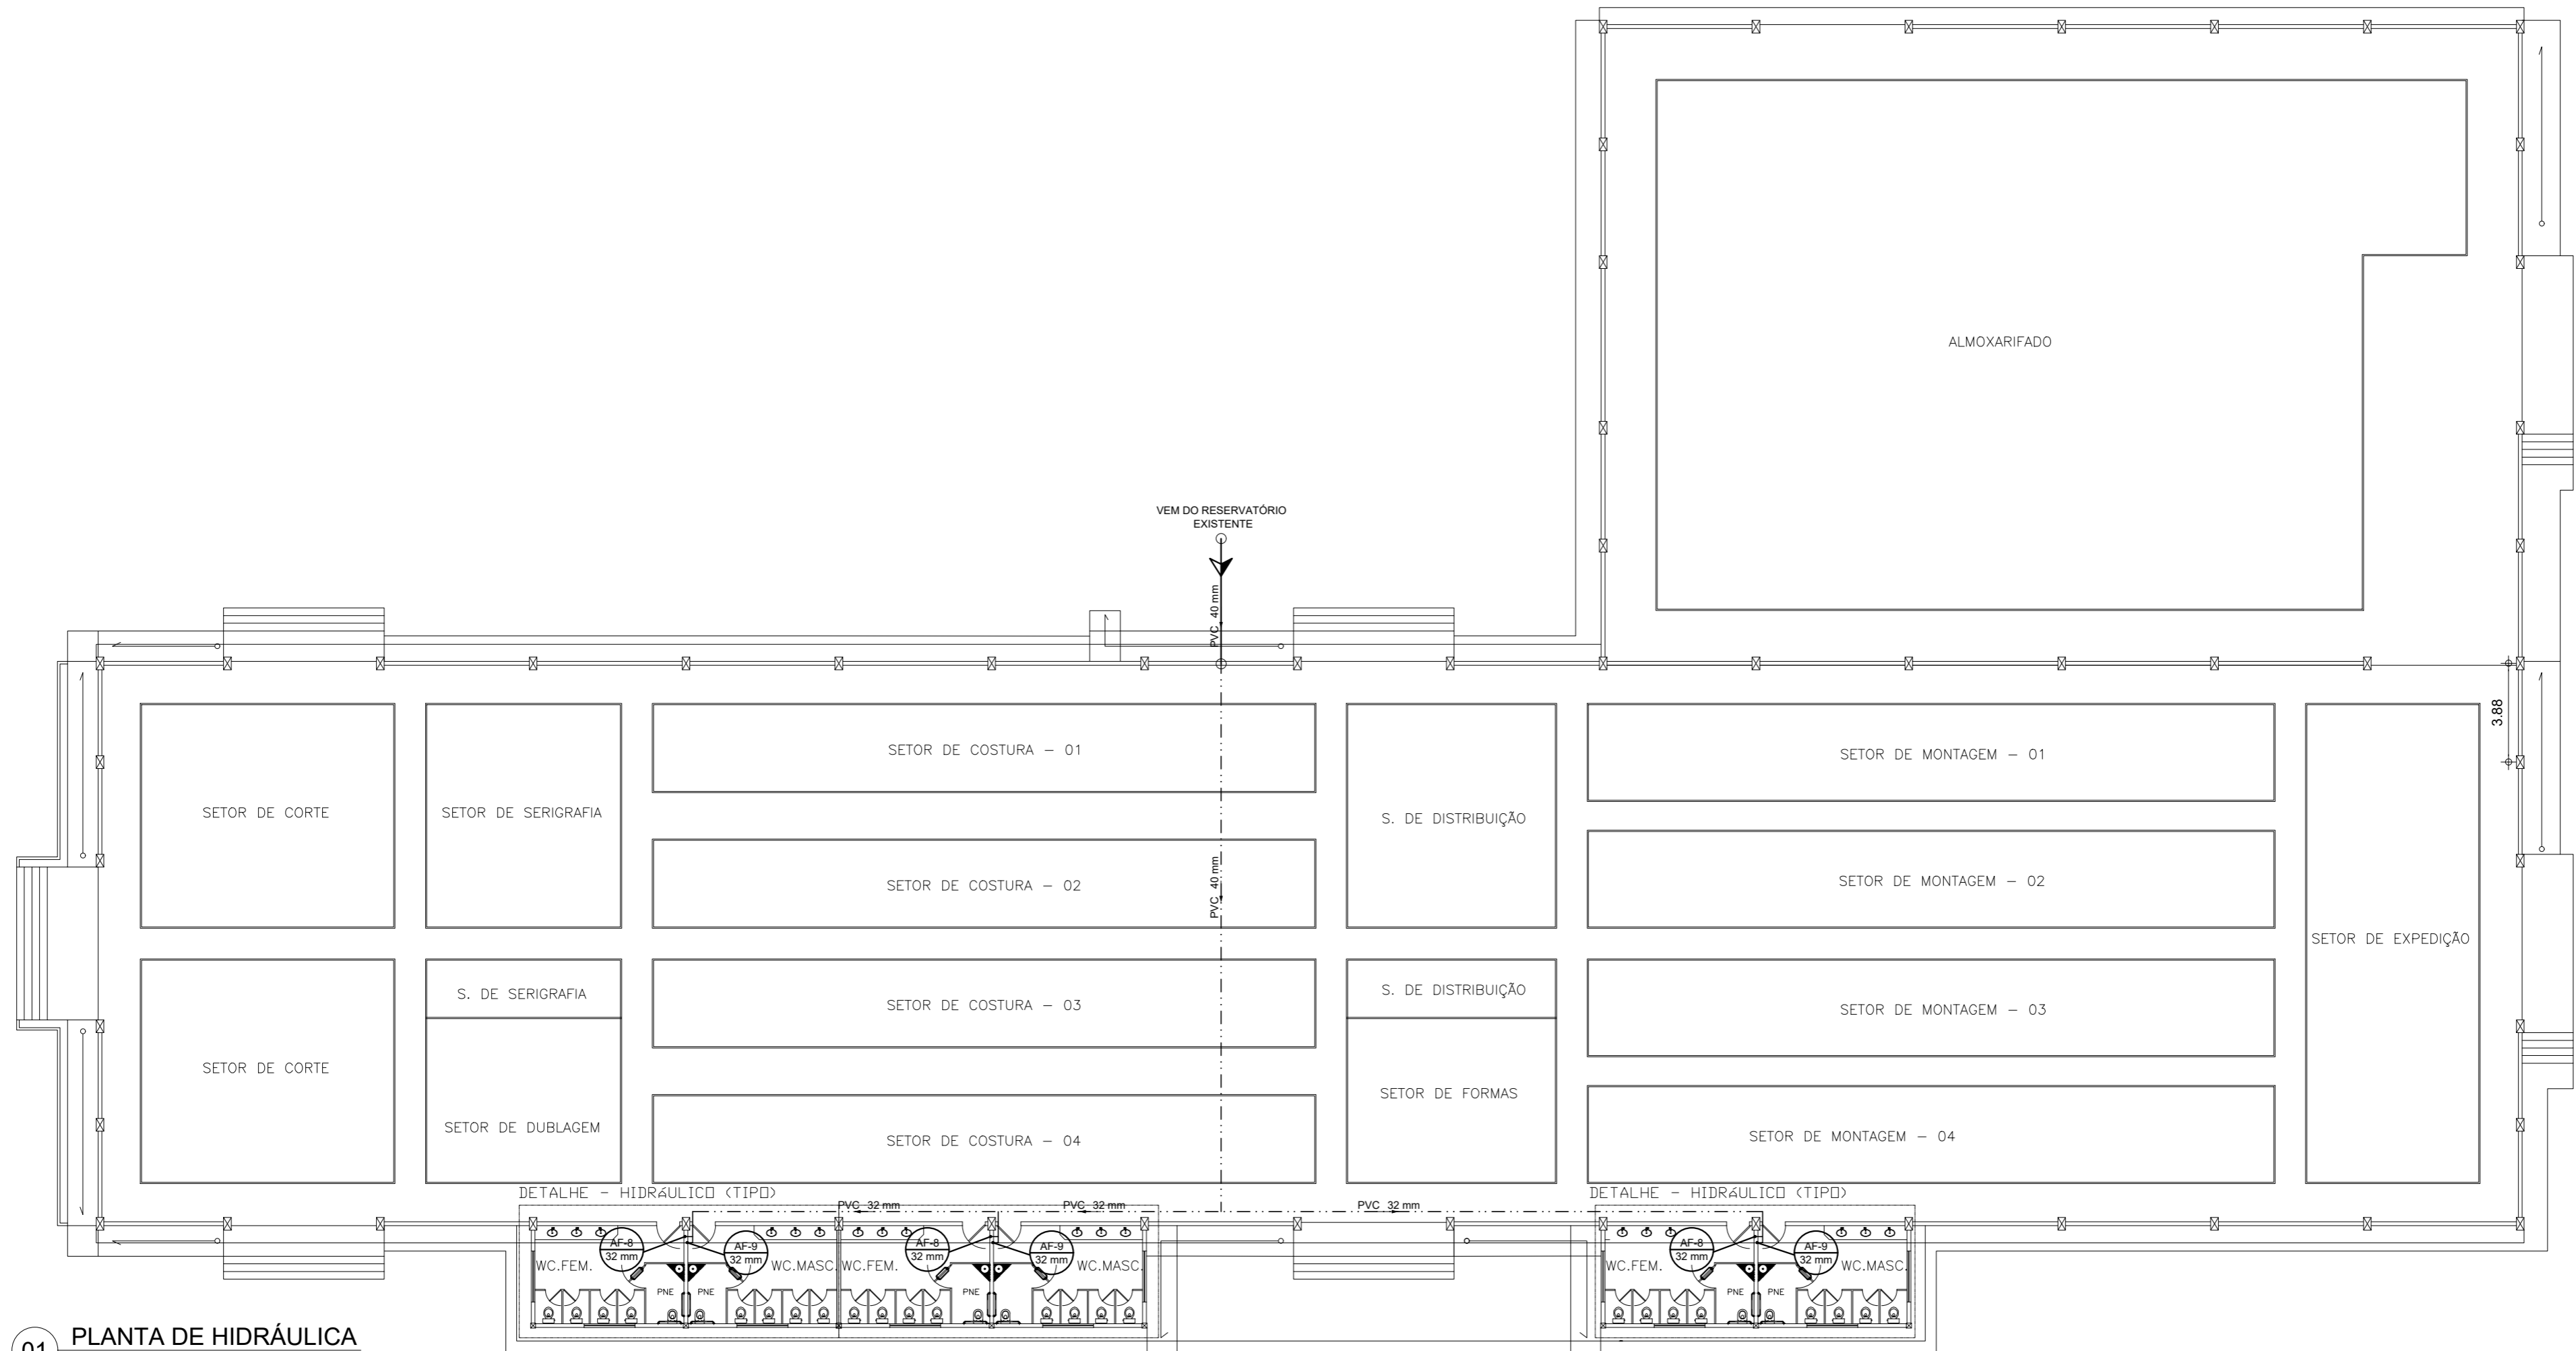 ALMOXARIFADO
VEM DO RESERVATÓRIO
EXISTENTE
PVC 40 mm
3.88
SETOR DE CORTE
SETOR DE SERIGRAFIA
SETOR DE COSTURA - 01
S. DE DISTRIBUIÇÃO
SETOR DE MONTAGEM - 01
SETOR DE COSTURA - 02
PVC 40 mm
SETOR DE MONTAGEM - 02
SETOR DE EXPEDIÇÃO
S. DE SERIGRAFIA
SETOR DE COSTURA - 03
S. DE DISTRIBUIÇÃO
SETOR DE MONTAGEM - 03
SETOR DE CORTE
SETOR DE DUBLAGEM
SETOR DE COSTURA - 04
SETOR DE FORMAS
SETOR DE MONTAGEM - 04
DETALHE - HIDRÁULICO (TIPO)
DETALHE - HIDRÁULICO (TIPO)
PVC 32 mm
PVC 32 mm
PVC 32 mm
AF-8
32 mm
AF-9
32 mm
AF-8
32 mm
AF-9
32 mm
AF-8
32 mm
AF-9
32 mm
WC.FEM.
WC.MASC.
WC.FEM.
WC.MASC.
WC.FEM.
WC.MASC.
PNE
PNE
PNE
PNE
PNE
01
PLANTA DE HIDRÁULICA